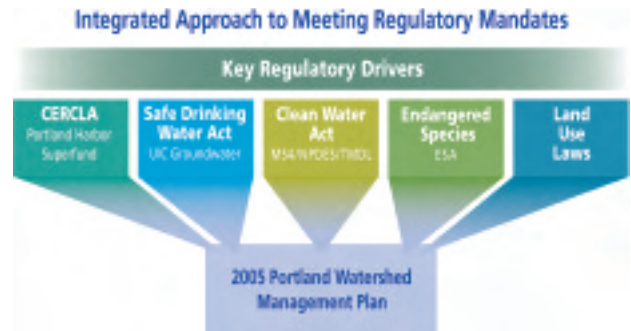 Integrated Approach to Meeting Regulatory Mandates
Key Regulatory Drivers
CERCLA
Portland Harbor
Superfund
Safe Drinking
Water Act
UIC Groundwater
Clean Water
Act
MS4/NPDES/TMDL
Endangered
Species
ESA
Land
Use
Laws
2005 Portland Watershed
Management Plan